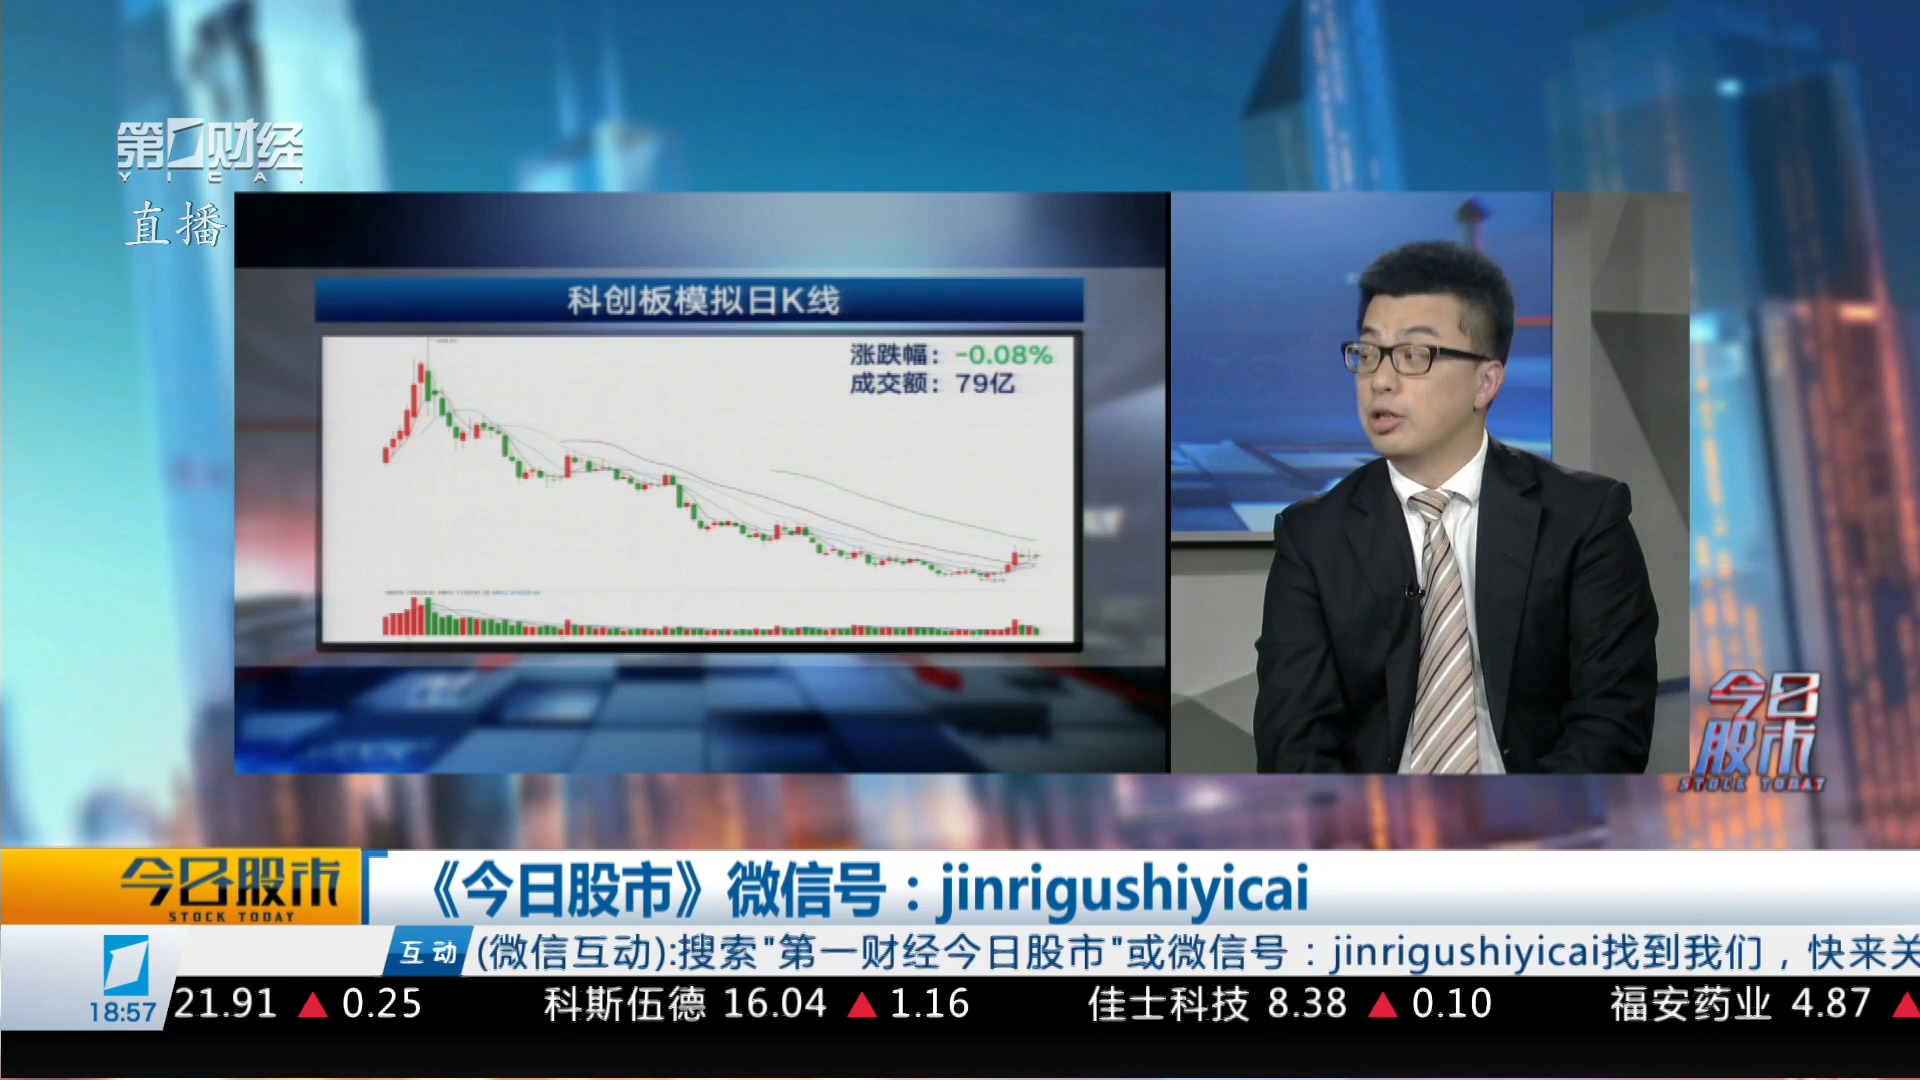 第一财经
YICAI
直播
科创板模拟日K线
涨跌幅：-0.08%
成交额：79亿
今日
股市
STOCK TODAY
今日股市
STOCK TODAY
《今日股市》微信号：jinrigushiyicai
互动
(微信互动):搜索"第一财经今日股市"或微信号：jinrigushiyicai找到我们，快来关
18:57
21.91 ▲ 0.25 科斯伍德 16.04 ▲ 1.16 佳士科技 8.38 ▲ 0.10 福安药业 4.87 ▲